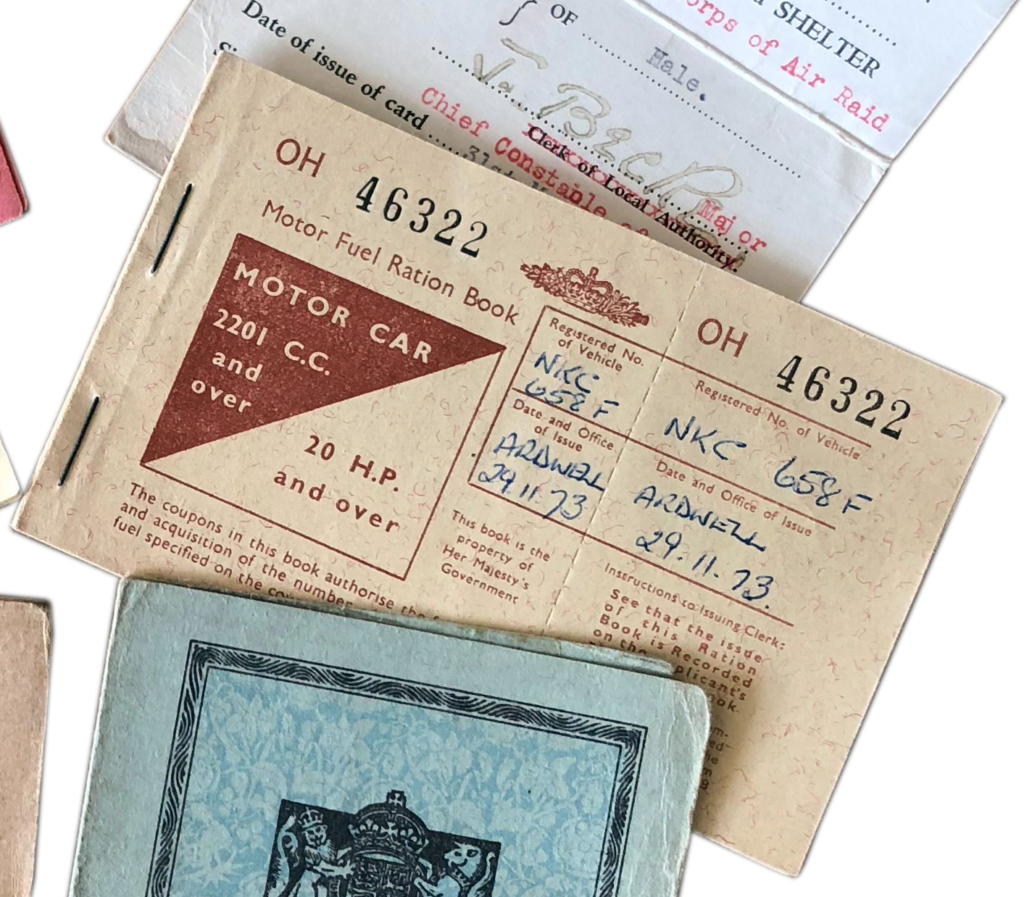 SHELTER
orps of Air Raid
OF
Hale.
Date of issue of card
Chief Constable
Clerk of Local Authority.
Major
OH 46322
Motor Fuel Ration Book
MOTOR CAR
2201 C.C.
and
over
20 H.P.
and over
The coupons in this book authorise the
and acquisition of the number
fuel specified on the
Registered No.
of Vehicle
NKC
658 F
Date and Office
of Issue
ARDWELL
29.11.73
This book is the
property of
Her Majesty's
Government
OH 46322
Registered No. of Vehicle
NKC 658 F
Date and Office of Issue
ARDWELL
29.11.73.
Instructions to Issuing Clerk:
See that the issue
of this Ration
Book is Recorded
on the